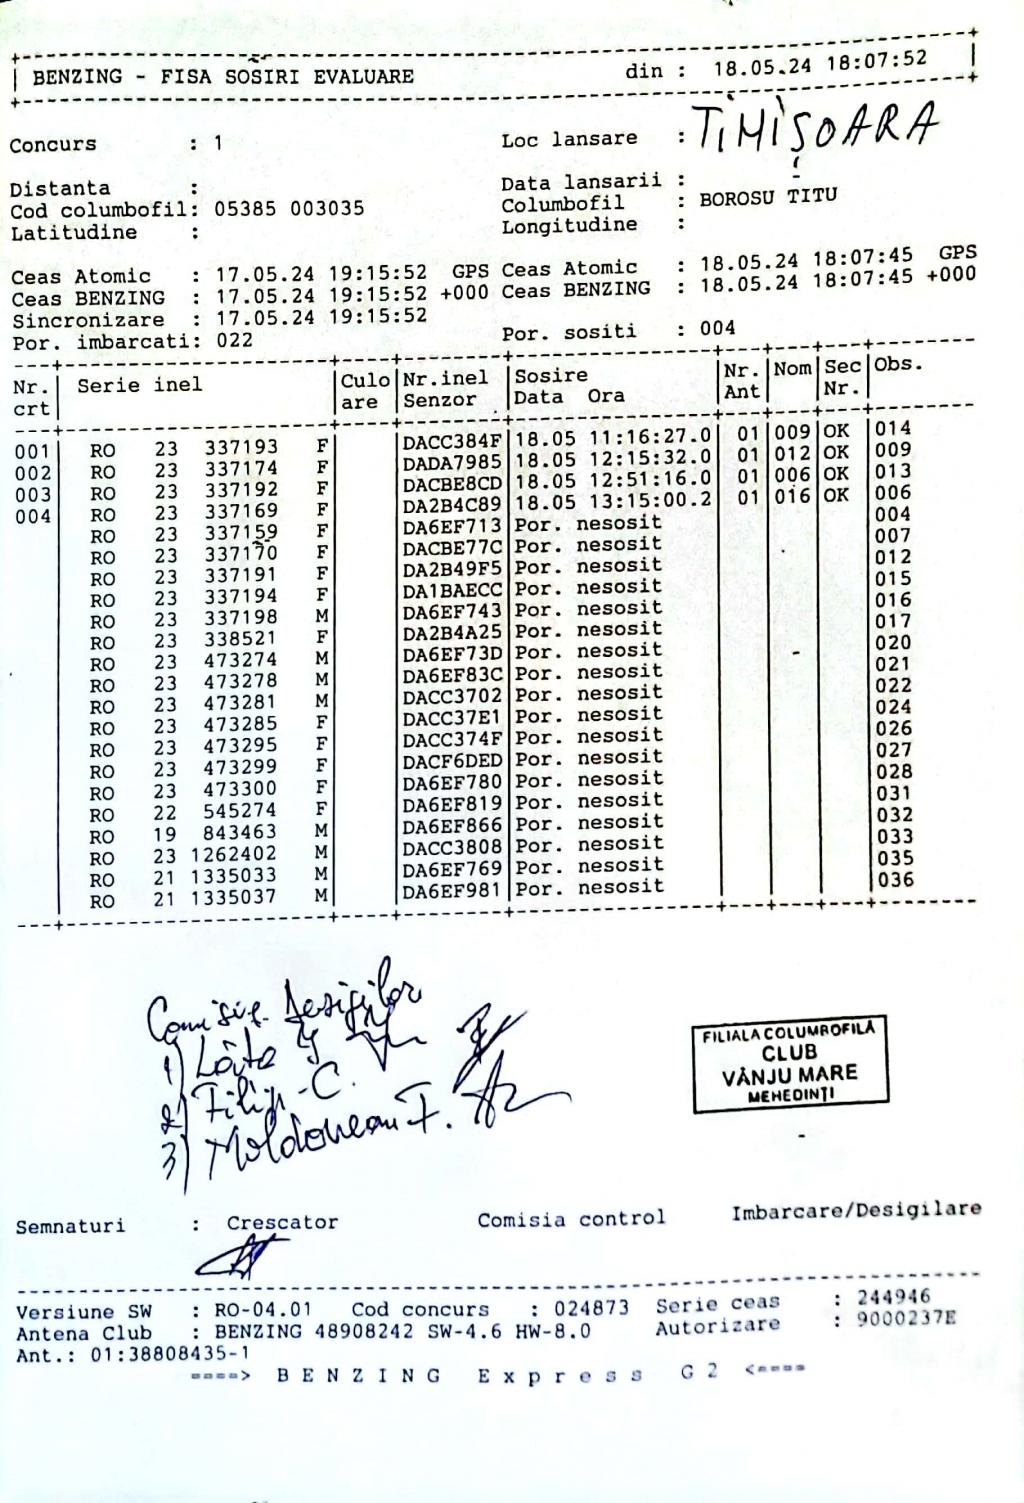 BENZING - FISA SOSIRI EVALUARE din : 18.05.24 18:07:52
Concurs : 1 Loc lansare : TIMIȘOARA
Distanta : Data lansarii :
Cod columbofil: 05385 003035 Columbofil : BOROSU TITU
Latitudine : Longitudine :
Ceas Atomic : 17.05.24 19:15:52 GPS Ceas Atomic : 18.05.24 18:07:45 GPS
Ceas BENZING : 17.05.24 19:15:52 +000 Ceas BENZING : 18.05.24 18:07:45 +000
Sincronizare : 17.05.24 19:15:52
Por. imbarcati: 022 Por. sositi : 004
Nr. Serie inel Culo Nr.inel Sosire Nr. Nom Sec Obs.
crt are Senzor Data Ora Ant Nr.
001 RO 23 337193 F DACC384F 18.05 11:16:27.0 01 009 OK 014
002 RO 23 337174 F DADA7985 18.05 12:15:32.0 01 012 OK 009
003 RO 23 337192 F DACBE8CD 18.05 12:51:16.0 01 006 OK 013
004 RO 23 337169 F DA2B4C89 18.05 13:15:00.2 01 016 OK 006
RO 23 337159 F DA6EF713 Por. nesosit 004
RO 23 337170 F DACBE77C Por. nesosit 007
RO 23 337191 F DA2B49F5 Por. nesosit 012
RO 23 337194 F DA1BAECC Por. nesosit 015
RO 23 337198 M DA6EF743 Por. nesosit 016
RO 23 338521 F DA2B4A25 Por. nesosit 017
RO 23 473274 M DA6EF73D Por. nesosit 020
RO 23 473278 M DA6EF83C Por. nesosit 021
RO 23 473281 M DACC3702 Por. nesosit 022
RO 23 473285 F DACC37E1 Por. nesosit 024
RO 23 473295 F DACC374F Por. nesosit 026
RO 23 473299 F DACF6DED Por. nesosit 027
RO 23 473300 F DA6EF780 Por. nesosit 028
RO 22 545274 F DA6EF819 Por. nesosit 031
RO 19 843463 M DA6EF866 Por. nesosit 032
RO 23 1262402 M DACC3808 Por. nesosit 033
RO 21 1335033 M DA6EF769 Por. nesosit 035
RO 21 1335037 M DA6EF981 Por. nesosit 036
1)
2) Filip C.
3) Moldoveanu F.
FILIALA COLUMBOFILĂ
CLUB
VÂNJU MARE
MEHEDINȚI
Semnaturi : Crescator Comisia control Imbarcare/Desigilare
Versiune SW : RO-04.01 Cod concurs : 024873 Serie ceas : 244946
Antena Club : BENZING 48908242 SW-4.6 HW-8.0 Autorizare : 9000237E
Ant.: 01:38808435-1
====> B E N Z I N G E x p r e s s G 2 <====